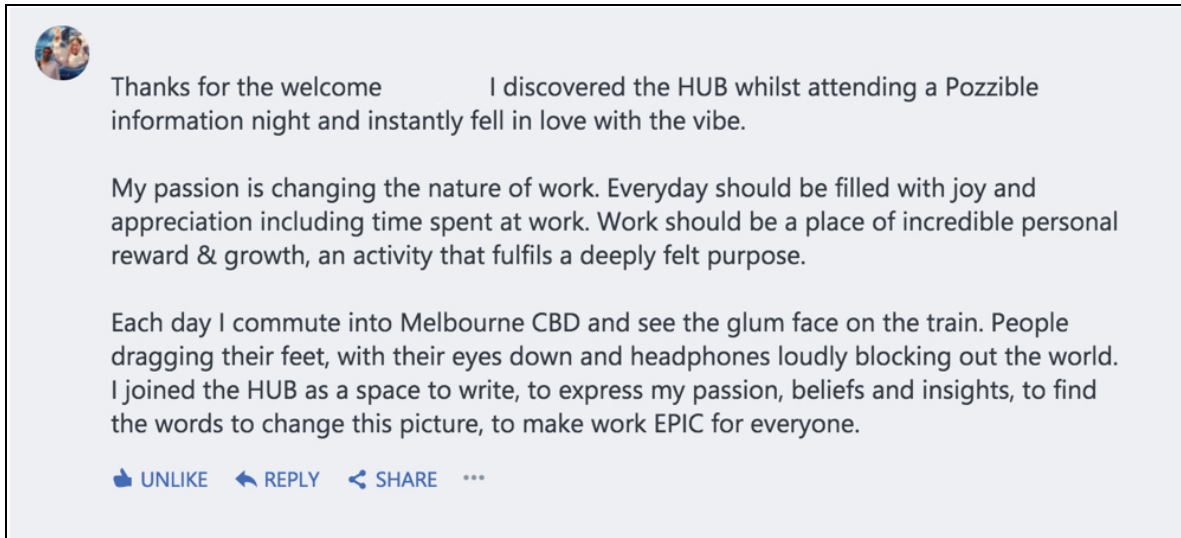 Thanks for the welcome I discovered the HUB whilst attending a Pozzible
information night and instantly fell in love with the vibe.
My passion is changing the nature of work. Everyday should be filled with joy and
appreciation including time spent at work. Work should be a place of incredible personal
reward & growth, an activity that fulfils a deeply felt purpose.
Each day I commute into Melbourne CBD and see the glum face on the train. People
dragging their feet, with their eyes down and headphones loudly blocking out the world.
I joined the HUB as a space to write, to express my passion, beliefs and insights, to find
the words to change this picture, to make work EPIC for everyone.
UNLIKE REPLY SHARE